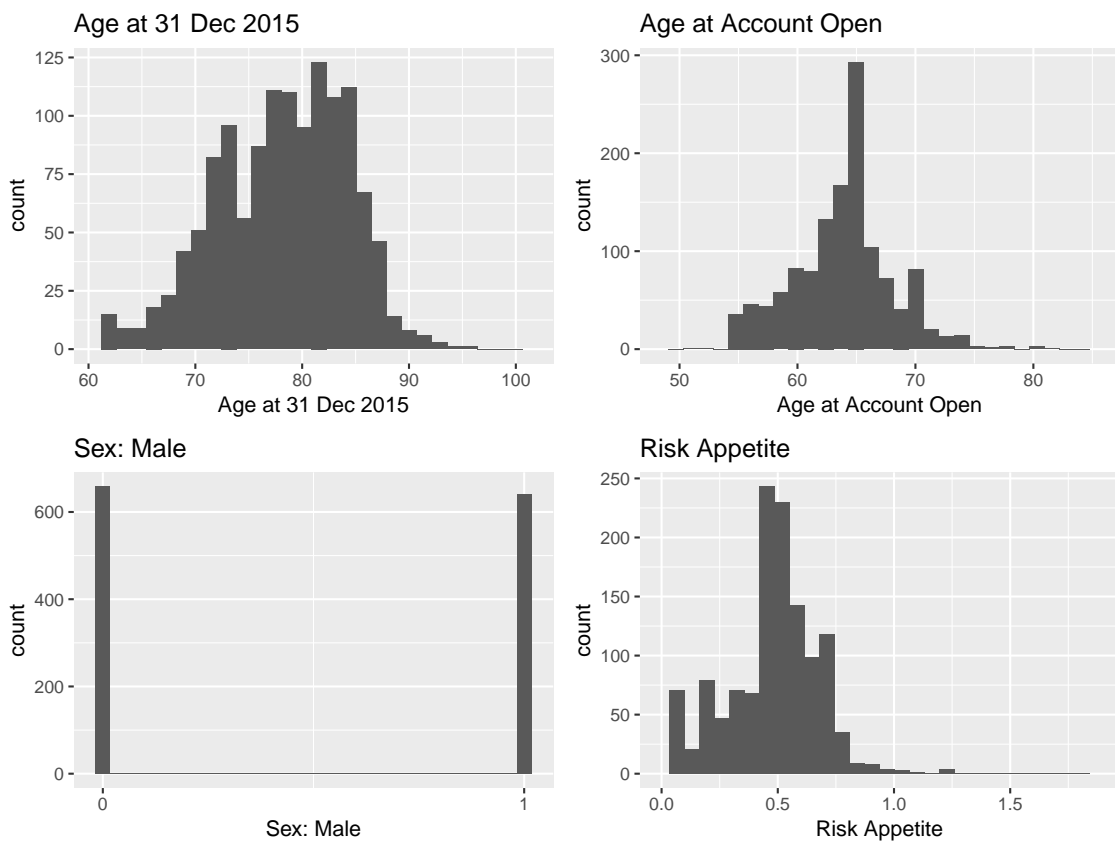 Age at 31 Dec 2015
125
100
75
50
25
0
count
60 70 80 90 100
Age at 31 Dec 2015
Age at Account Open
300
200
100
0
count
50 60 70 80
Age at Account Open
Sex: Male
600
400
200
0
count
0 1
Sex: Male
Risk Appetite
250
200
150
100
50
0
count
0.0 0.5 1.0 1.5
Risk Appetite